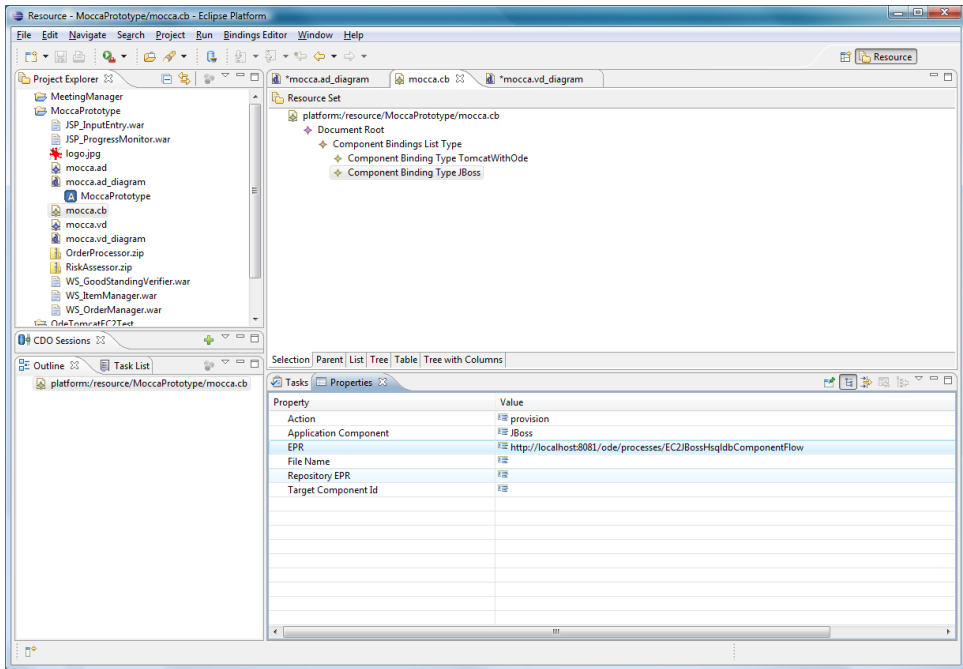 Resource - MoccaPrototype/mocca.cb - Eclipse Platform
File Edit Navigate Search Project Run Bindings Editor Window Help
Resource
Project Explorer
MeetingManager
MoccaPrototype
JSP_InputEntry.war
JSP_ProgressMonitor.war
logo.jpg
mocca.ad
mocca.ad_diagram
MoccaPrototype
mocca.cb
mocca.vd
mocca.vd_diagram
OrderProcessor.zip
RiskAssessor.zip
WS_GoodStandingVerifier.war
WS_ItemManager.war
WS_OrderManager.war
OdeTomcatEC2Test
CDO Sessions
Outline Task List
platform:/resource/MoccaPrototype/mocca.cb
*mocca.ad_diagram mocca.cb *mocca.vd_diagram
Resource Set
platform:/resource/MoccaPrototype/mocca.cb
Document Root
Component Bindings List Type
Component Binding Type TomcatWithOde
Component Binding Type JBoss
Selection Parent List Tree Table Tree with Columns
Tasks Properties
Property Value
Action provision
Application Component JBoss
EPR http://localhost:8081/ode/processes/EC2JBossHsqldbComponentFlow
File Name
Repository EPR
Target Component Id